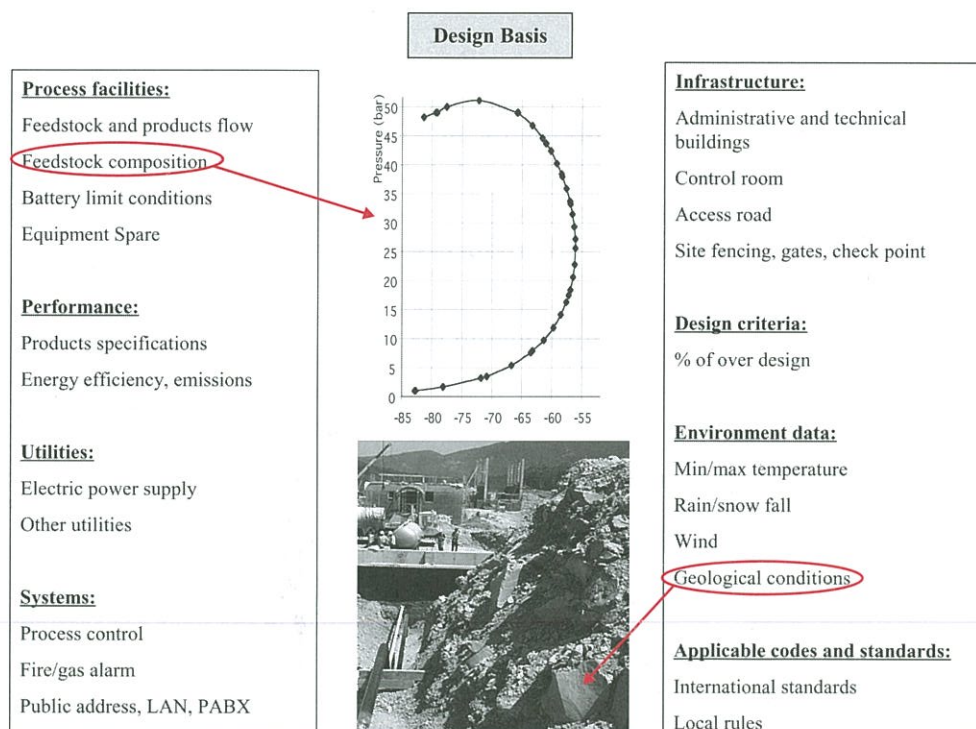 Design Basis
Process facilities:
Feedstock and products flow
Feedstock composition
Battery limit conditions
Equipment Spare
Performance:
Products specifications
Energy efficiency, emissions
Utilities:
Electric power supply
Other utilities
Systems:
Process control
Fire/gas alarm
Public address, LAN, PABX
Pressure (bar)
50
45
40
35
30
25
20
15
10
5
0
-85 -80 -75 -70 -65 -60 -55
Infrastructure:
Administrative and technical
buildings
Control room
Access road
Site fencing, gates, check point
Design criteria:
% of over design
Environment data:
Min/max temperature
Rain/snow fall
Wind
Geological conditions
Applicable codes and standards:
International standards
Local rules